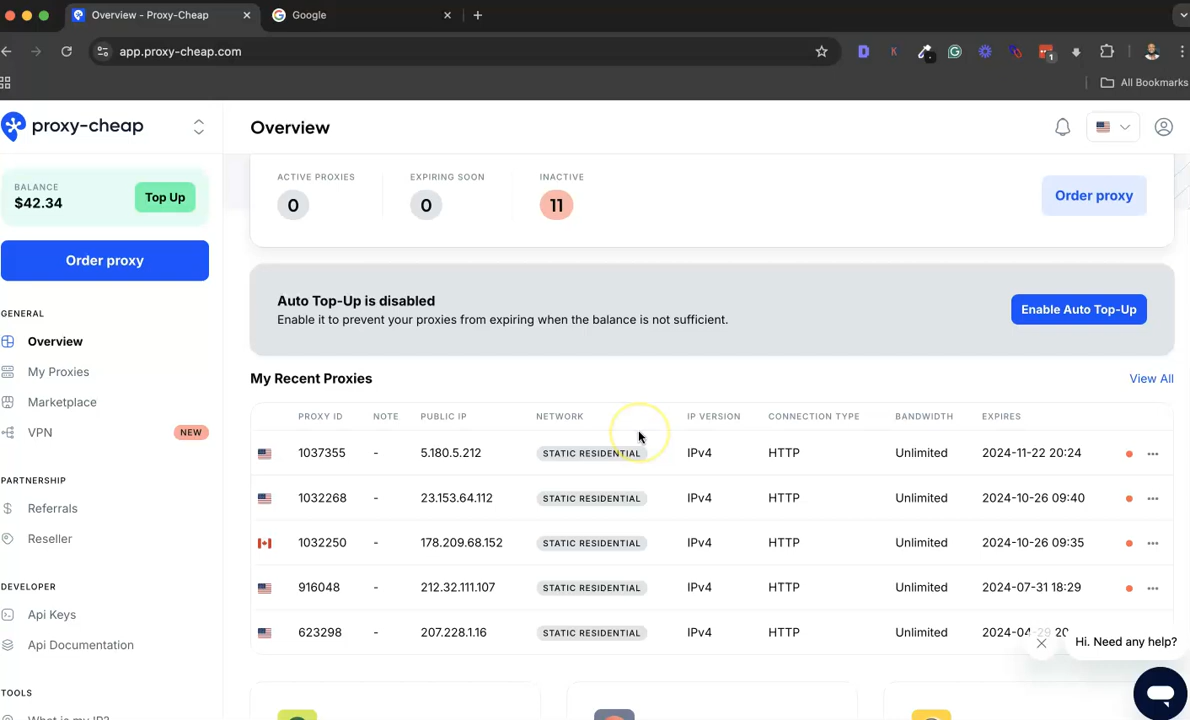 Overview - Proxy-Cheap
Google
app.proxy-cheap.com
1
All Bookmarks
proxy-cheap
Overview
BALANCE
$42.34
Top Up
Order proxy
GENERAL
Overview
My Proxies
Marketplace
VPN NEW
PARTNERSHIP
Referrals
Reseller
DEVELOPER
Api Keys
Api Documentation
TOOLS
What is my IP?
ACTIVE PROXIES EXPIRING SOON INACTIVE
0 0 11
Order proxy
Auto Top-Up is disabled
Enable it to prevent your proxies from expiring when the balance is not sufficient.
Enable Auto Top-Up
My Recent Proxies View All
PROXY ID NOTE PUBLIC IP NETWORK IP VERSION CONNECTION TYPE BANDWIDTH EXPIRES
1037355 - 5.180.5.212 STATIC RESIDENTIAL IPv4 HTTP Unlimited 2024-11-22 20:24
1032268 - 23.153.64.112 STATIC RESIDENTIAL IPv4 HTTP Unlimited 2024-10-26 09:40
1032250 - 178.209.68.152 STATIC RESIDENTIAL IPv4 HTTP Unlimited 2024-10-26 09:35
916048 - 212.32.111.107 STATIC RESIDENTIAL IPv4 HTTP Unlimited 2024-07-31 18:29
623298 - 207.228.1.16 STATIC RESIDENTIAL IPv4 HTTP Unlimited 2024-04-29
Hi. Need any help?